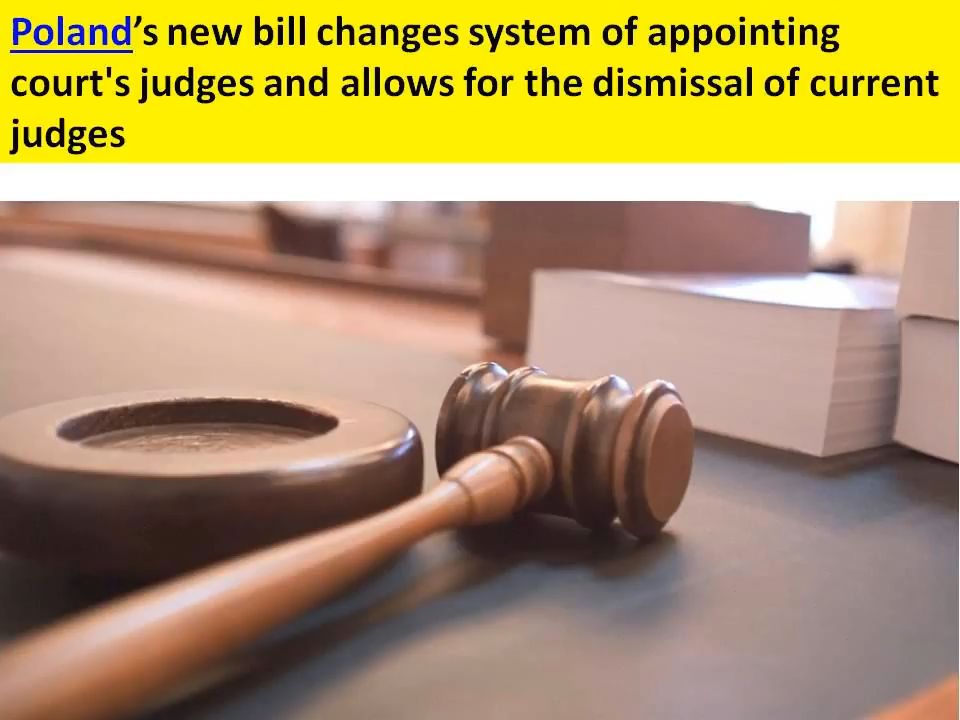 Poland’s new bill changes system of appointing
court's judges and allows for the dismissal of current
judges